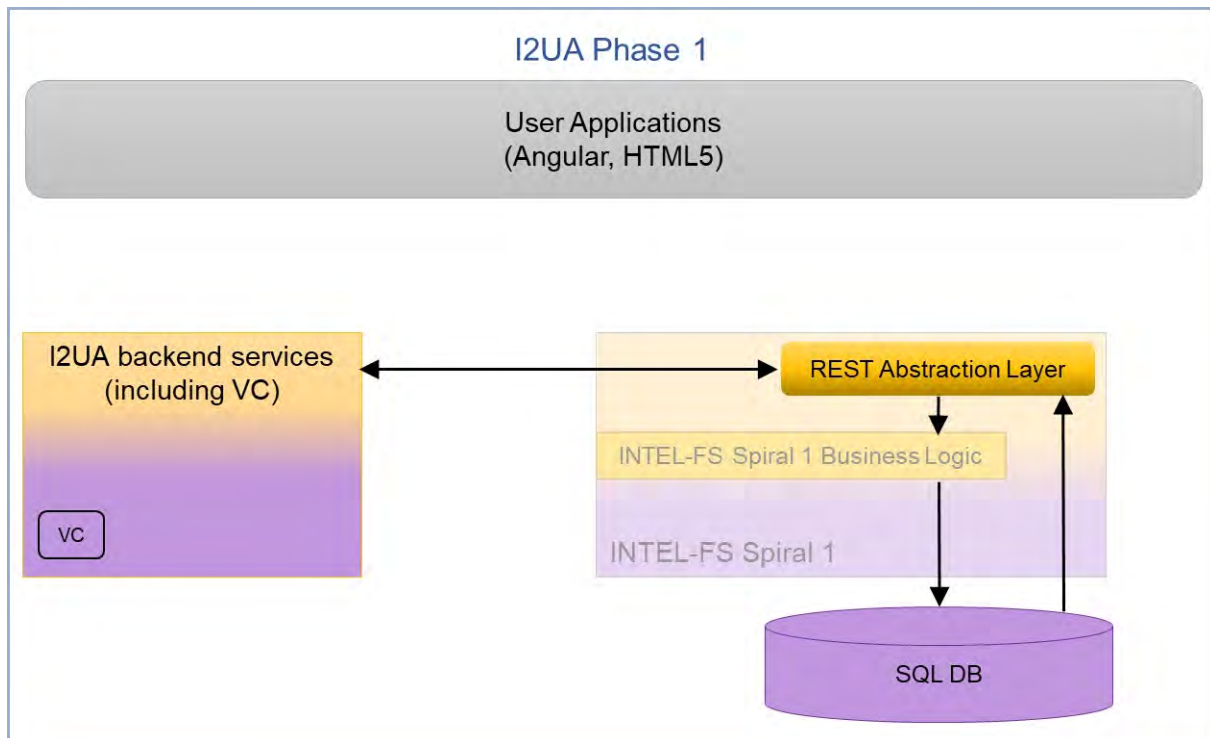 I2UA Phase 1
User Applications
(Angular, HTML5)
I2UA backend services
(including VC)
REST Abstraction Layer
INTEL-FS Spiral 1 Business Logic
VC
INTEL-FS Spiral 1
SQL DB